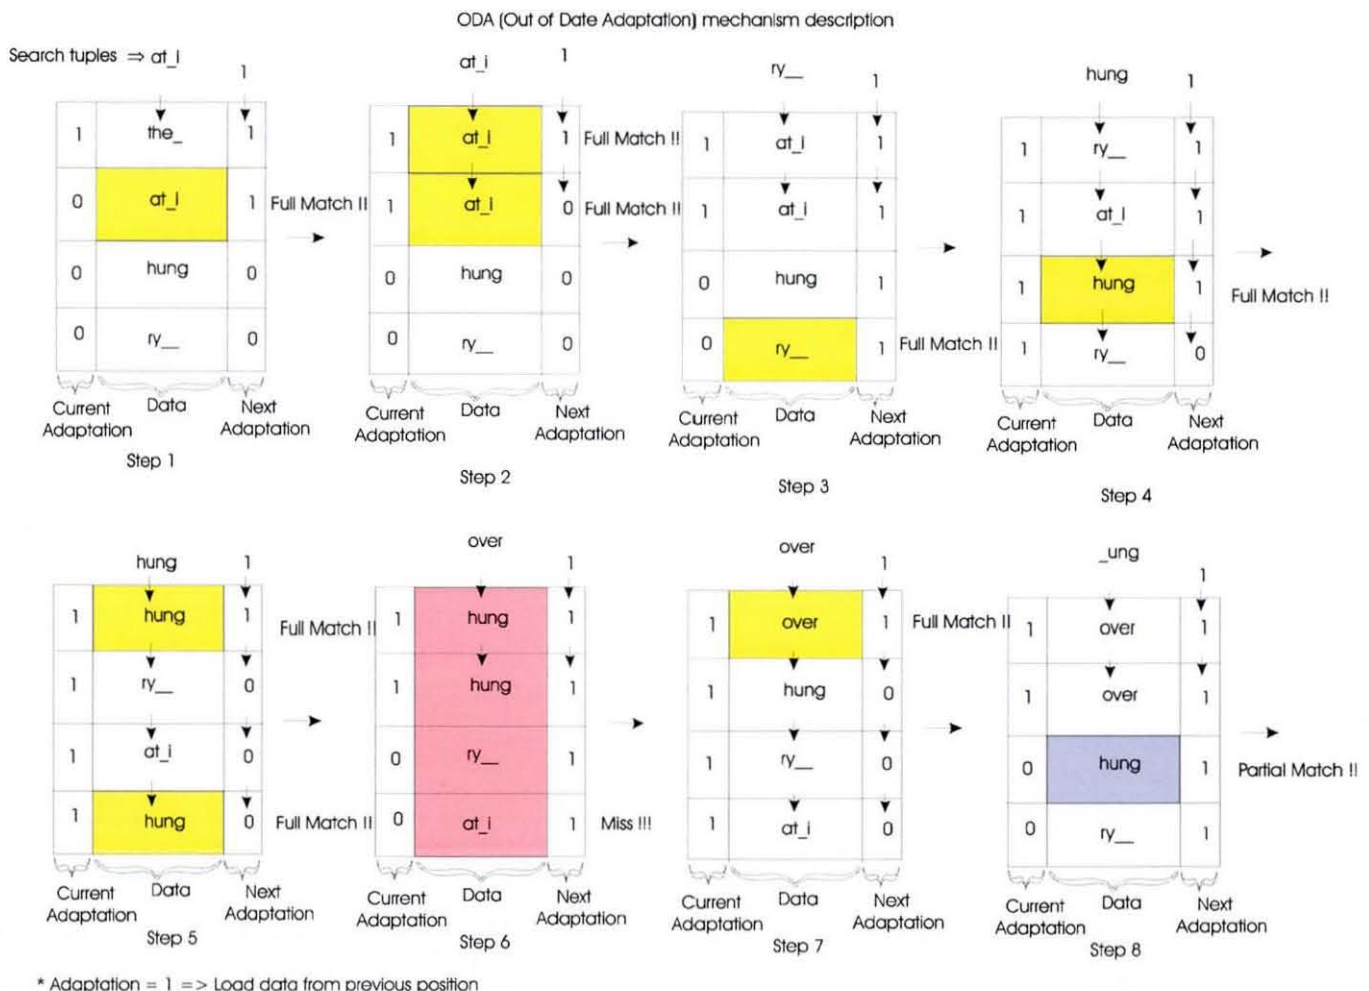 ODA (Out of Date Adaptation) mechanism description
Search tuples ⇒ at_i
1
1 the_ 1
0 at_i 1 Full Match !!
0 hung 0
0 ry__ 0
Current Adaptation Data Next Adaptation
Step 1
at_i 1
1 at_i 1 Full Match !!
1 at_i 0 Full Match !!
0 hung 0
0 ry__ 0
Current Adaptation Data Next Adaptation
Step 2
ry__ 1
1 at_i 1
1 at_i 1
0 hung 1
0 ry__ 1 Full Match !!
Current Adaptation Data Next Adaptation
Step 3
hung 1
1 ry__ 1
1 at_i 1
1 hung 1 Full Match !!
1 ry__ 0
Current Adaptation Data Next Adaptation
Step 4
hung 1
1 hung 1 Full Match !!
1 ry__ 0
1 at_i 0
1 hung 0 Full Match !!
Current Adaptation Data Next Adaptation
Step 5
over 1
1 hung 1
1 hung 1
0 ry__ 1
0 at_i 1 Miss !!!
Current Adaptation Data Next Adaptation
Step 6
over 1
1 over 1 Full Match !!
1 hung 0
1 ry__ 0
1 at_i 0
Current Adaptation Data Next Adaptation
Step 7
_ung 1
1 over 1
1 over 1
0 hung 1 Partial Match !!
0 ry__ 1
Current Adaptation Data Next Adaptation
Step 8
* Adaptation = 1 => Load data from previous position